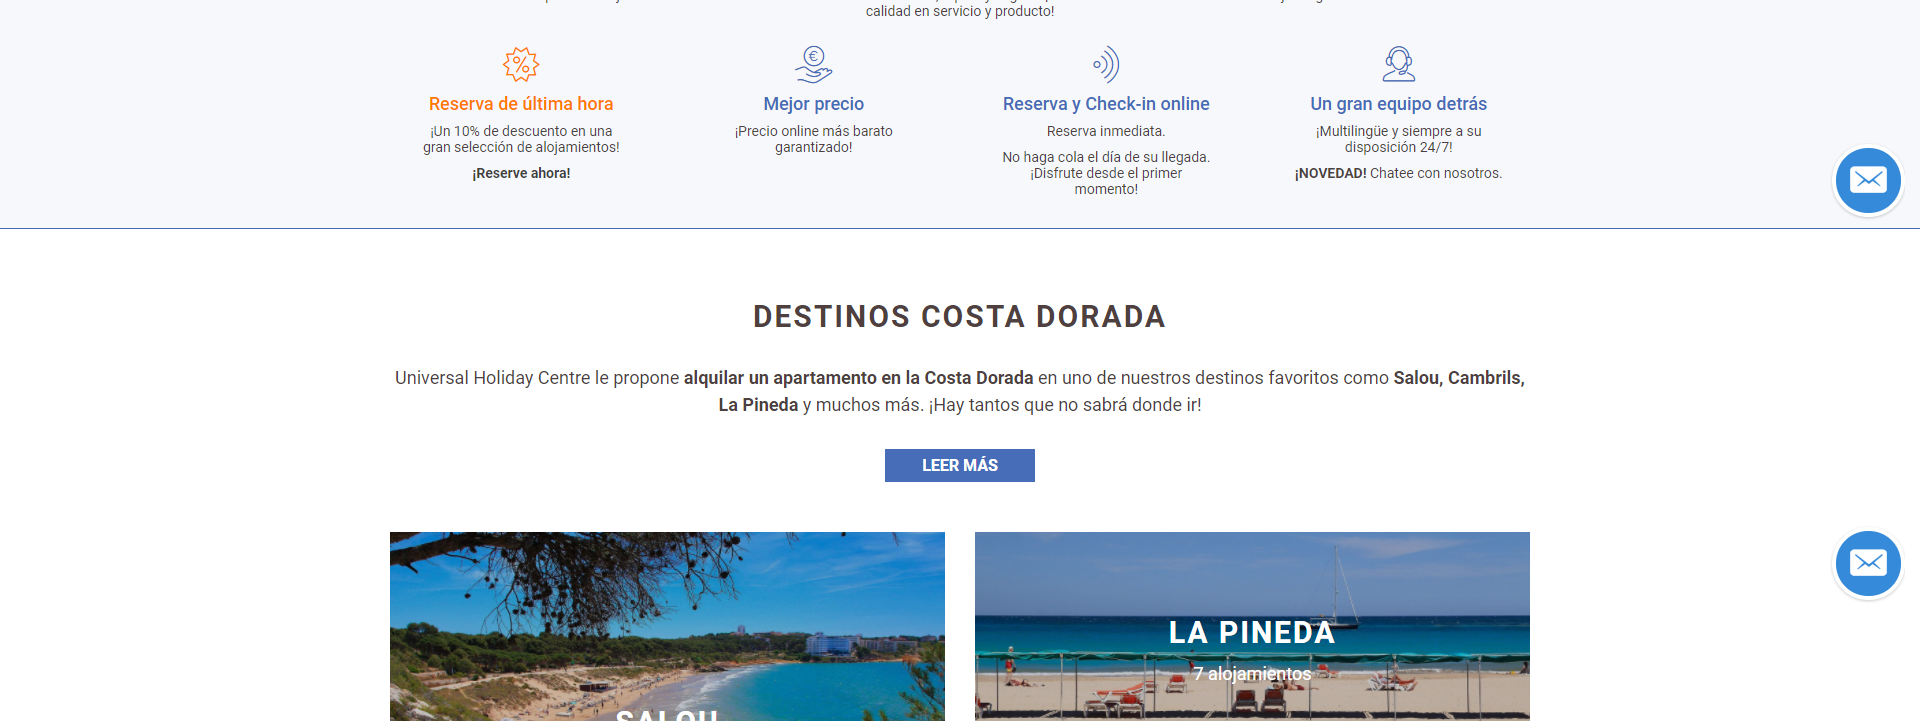 calidad en servicio y producto!
Reserva de última hora
¡Un 10% de descuento en una
gran selección de alojamientos!
¡Reserve ahora!
Mejor precio
¡Precio online más barato
garantizado!
Reserva y Check-in online
Reserva inmediata.
No haga cola el día de su llegada.
¡Disfrute desde el primer
momento!
Un gran equipo detrás
¡Multilingüe y siempre a su
disposición 24/7!
¡NOVEDAD! Chatee con nosotros.
DESTINOS COSTA DORADA
Universal Holiday Centre le propone alquilar un apartamento en la Costa Dorada en uno de nuestros destinos favoritos como Salou, Cambrils,
La Pineda y muchos más. ¡Hay tantos que no sabrá donde ir!
LEER MÁS
SALOU
LA PINEDA
7 alojamientos